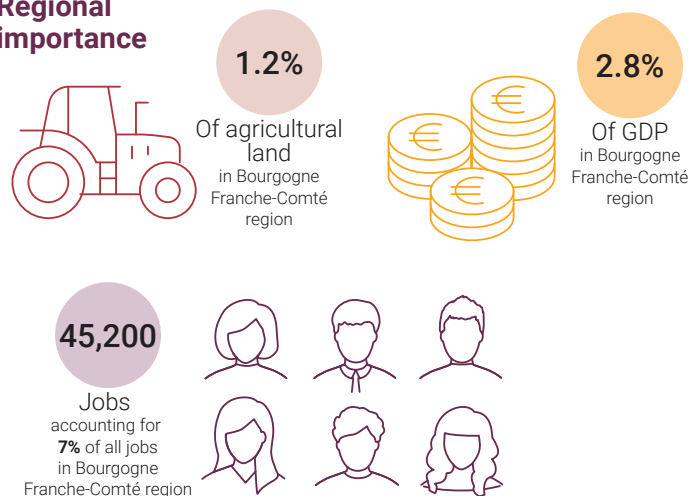 Regional
importance
1.2%
Of agricultural
land
in Bourgogne
Franche-Comté
region
2.8%
Of GDP
in Bourgogne
Franche-Comté
region
45,200
Jobs
accounting for
7% of all jobs
in Bourgogne
Franche-Comté region